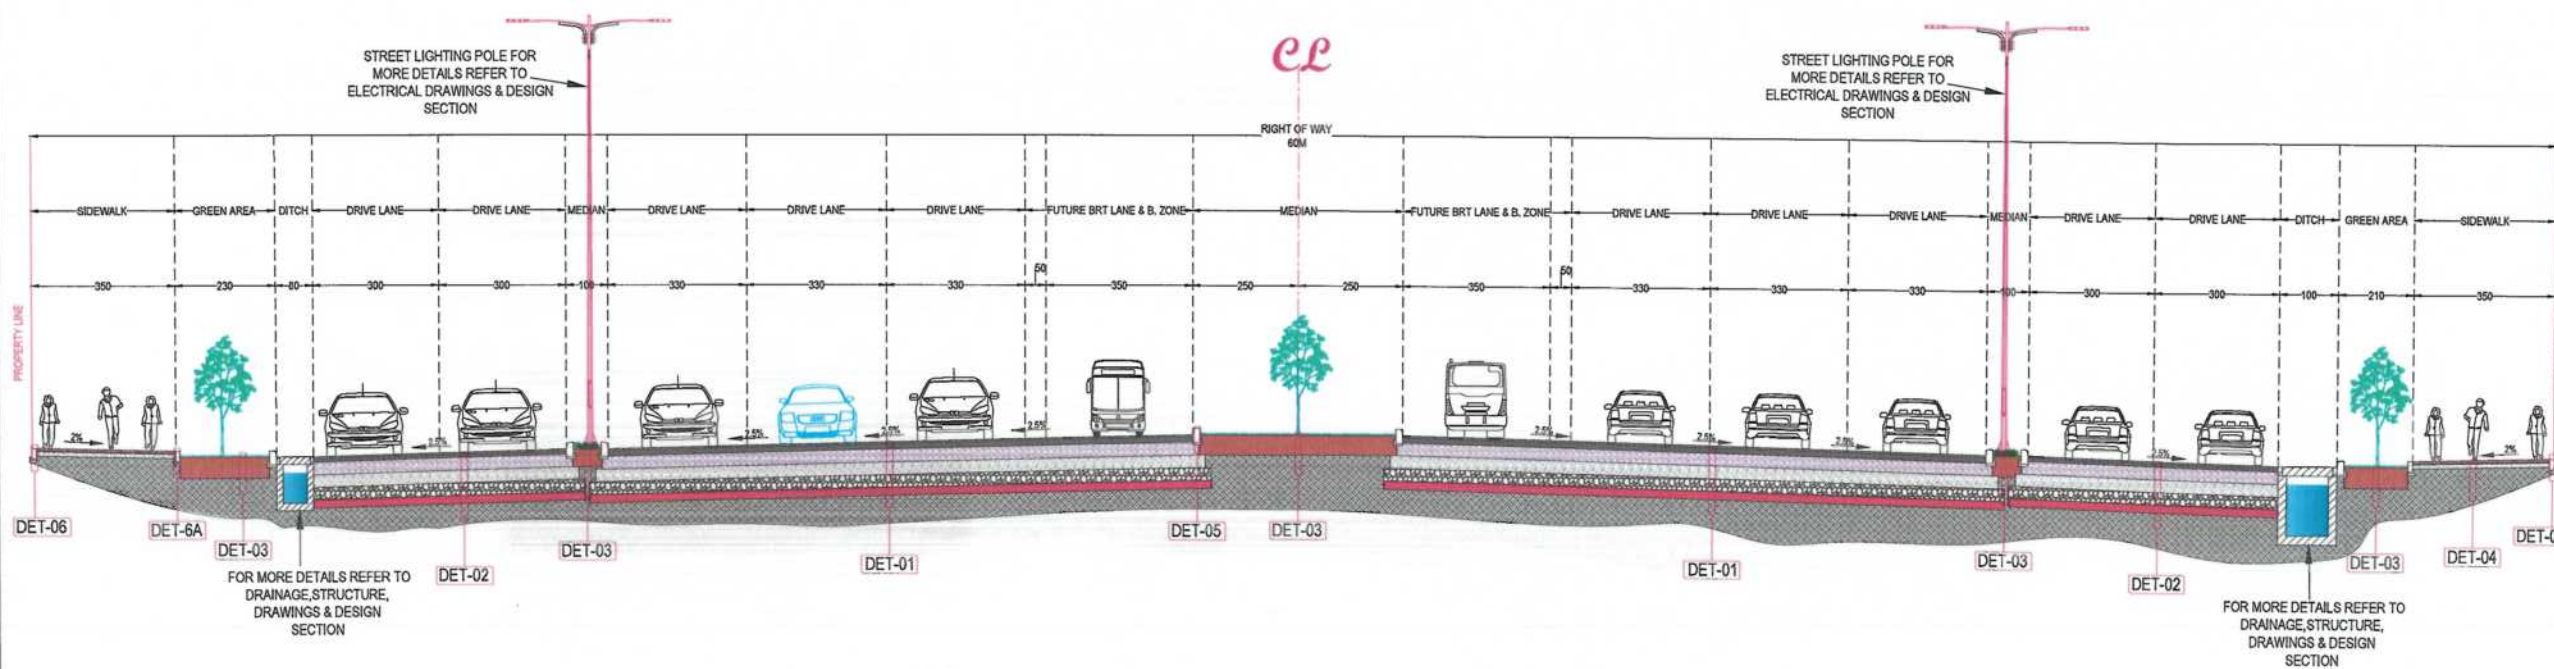 STREET LIGHTING POLE FOR
MORE DETAILS REFER TO
ELECTRICAL DRAWINGS & DESIGN
SECTION
CL
STREET LIGHTING POLE FOR
MORE DETAILS REFER TO
ELECTRICAL DRAWINGS & DESIGN
SECTION
RIGHT OF WAY
60M
SIDEWALK GREEN AREA DITCH DRIVE LANE DRIVE LANE MEDIAN DRIVE LANE DRIVE LANE DRIVE LANE FUTURE BRT LANE & B. ZONE MEDIAN FUTURE BRT LANE & B. ZONE DRIVE LANE DRIVE LANE DRIVE LANE MEDIAN DRIVE LANE DRIVE LANE DITCH GREEN AREA SIDEWALK
350 230 80 300 300 100 330 330 330 50 350 250 250 350 50 330 330 330 100 300 300 100 210 350
PROPERTY LINE
2% 2.5% 2.5% 2.5% 2.5% 2.5% 2.5% 2.5% 2.5% 2%
DET-06 DET-6A DET-03 DET-02 DET-03 DET-01 DET-05 DET-03 DET-01 DET-03 DET-02 DET-03 DET-04
FOR MORE DETAILS REFER TO
DRAINAGE,STRUCTURE,
DRAWINGS & DESIGN
SECTION
FOR MORE DETAILS REFER TO
DRAINAGE,STRUCTURE,
DRAWINGS & DESIGN
SECTION